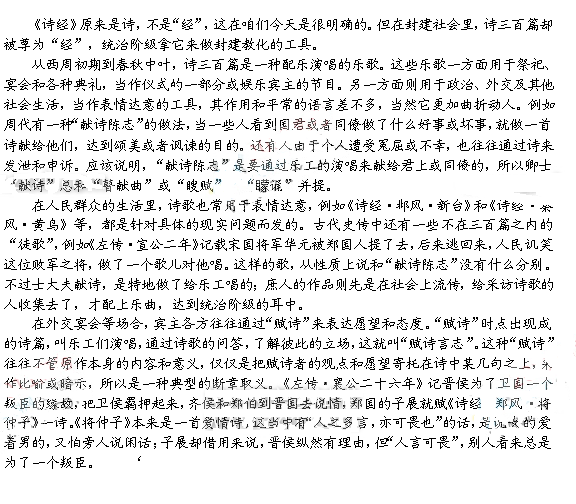 《诗经》原来是诗，不是“经”，这在咱们今天是很明确的。但在封建社会里，诗三百篇却
被尊为“经”，统治阶级拿它来做封建教化的工具。
从西周初期到春秋中叶，诗三百篇是一种配乐演唱的乐歌。这些乐歌一方面用于祭祀、
宴会和各种典礼，当作仪式的一部分或娱乐宾主的节目。另一方面则用于政治、外交及其他
社会生活，当作表情达意的工具，其作用和平常的语言差不多，当然它更加曲折动人。例如
周代有一种“献诗陈志”的做法，当一些人看到国君或者同僚做了什么好事或坏事，就做一首
诗献给他们，达到颂美或者讽谏的目的。还有人由于个人遭受冤屈或不幸，也往往通过诗来
发泄和申诉。应该说明，“献诗陈志”是要通过乐工的演唱来献给君上或同僚的，所以卿士
“献诗”总和“瞽献曲”或“瞍赋” “矇诵”并提。
在人民群众的生活里，诗歌也常用于表情达意，例如《诗经·邶风·新台》和《诗经·秦
风·黄鸟》等，都是针对具体的现实问题而发的。古代史传中还有一些不在三百篇之内的
“徒歌”，例如《左传·宣公二年》记载宋国将军华元被郑国人捉了去，后来逃回来，人民讥笑
这位败军之将，做了一个歌儿对他唱。这样的歌，从性质上说和“献诗陈志”没有什么分别。
不过士大夫献诗，是特地做了给乐工唱的；庶人的作品则先是在社会上流传，给采访诗歌的
人收集去了，才配上乐曲，达到统治阶级的耳中。
在外交宴会等场合，宾主各方往往通过“赋诗”来表达愿望和态度。“赋诗”时点出现成
的诗篇，叫乐工们演唱，通过诗歌的问答，了解彼此的立场，这就叫“赋诗言志”。这种“赋诗”
往往不管原作本身的内容和意义，仅仅是把赋诗者的观点和愿望寄托在诗中某几句之上，来
作比喻或暗示，所以是一种典型的断章取义。《左传·襄公二十六年》记晋侯为了卫国一个
叛臣的缘故，把卫侯羁押起来，齐侯和郑伯到晋国去说情，郑国的子展就赋《诗经 郑风·将
仲子》一诗。《将仲子》本来是一首爱情诗，这当中有“人之多言，亦可畏也”的话，是说女的爱
着男的，又怕旁人说闲话；子展却借用来说，晋侯纵然有理由，但“人言可畏”，别人看来总是
为了一个叛臣。